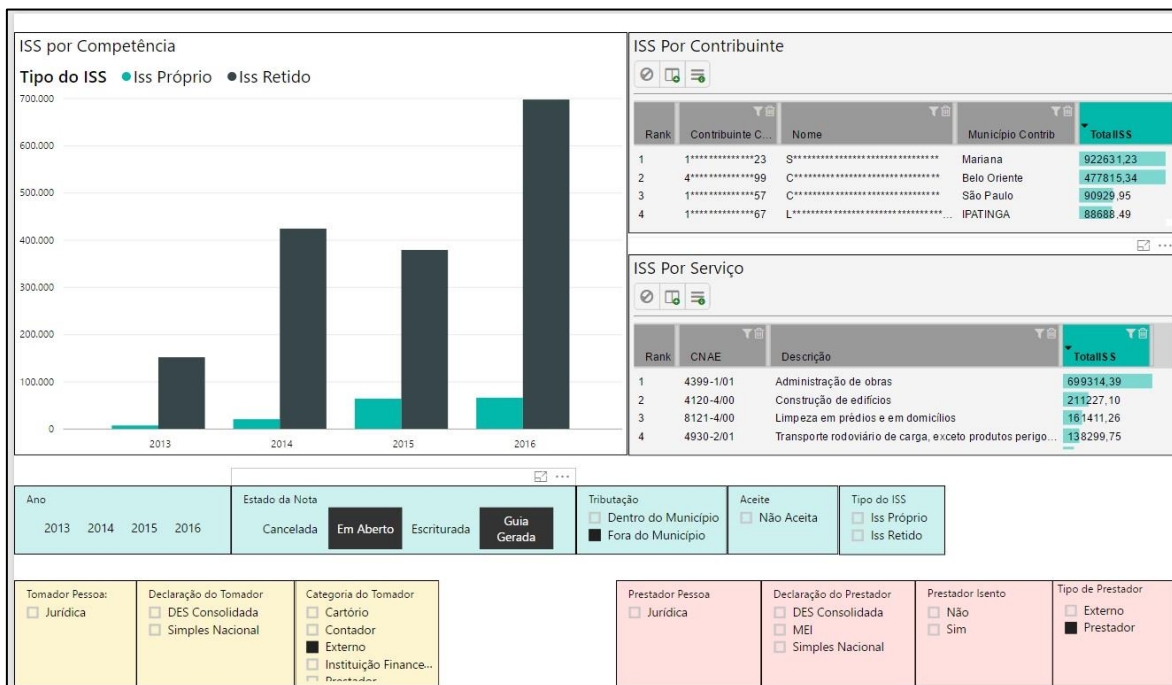 ISS por Competência
Tipo do ISS Iss Próprio Iss Retido
700.000
600.000
500.000
400.000
300.000
200.000
100.000
0
2013 2014 2015 2016
ISS Por Contribuinte
Rank Contribuinte C... Nome Município Contrib TotalISS
1 1**************23 S******************************** Mariana 922631,23
2 4**************99 C******************************** Belo Oriente 477815,34
3 1**************57 C******************************** São Paulo 90929,95
4 1**************67 L********************************... IPATINGA 88688,49
ISS Por Serviço
Rank CNAE Descrição TotalISS
1 4399-1/01 Administração de obras 699314,39
2 4120-4/00 Construção de edifícios 211227,10
3 8121-4/00 Limpeza em prédios e em domicílios 161411,26
4 4930-2/01 Transporte rodoviário de carga, exceto produtos perigo... 138299,75
Ano
2013 2014 2015 2016
Estado da Nota
Cancelada Em Aberto Escriturada Guia Gerada
Tributação
Dentro do Município
Fora do Município
Aceite
Não Aceita
Tipo do ISS
Iss Próprio
Iss Retido
Tomador Pessoa:
Jurídica
Declaração do Tomador
DES Consolidada
Simples Nacional
Categoria do Tomador
Cartório
Contador
Externo
Instituição Finance...
Prestador
Prestador Pessoa
Jurídica
Declaração do Prestador
DES Consolidada
MEI
Simples Nacional
Prestador Isento
Não
Sim
Tipo de Prestador
Externo
Prestador